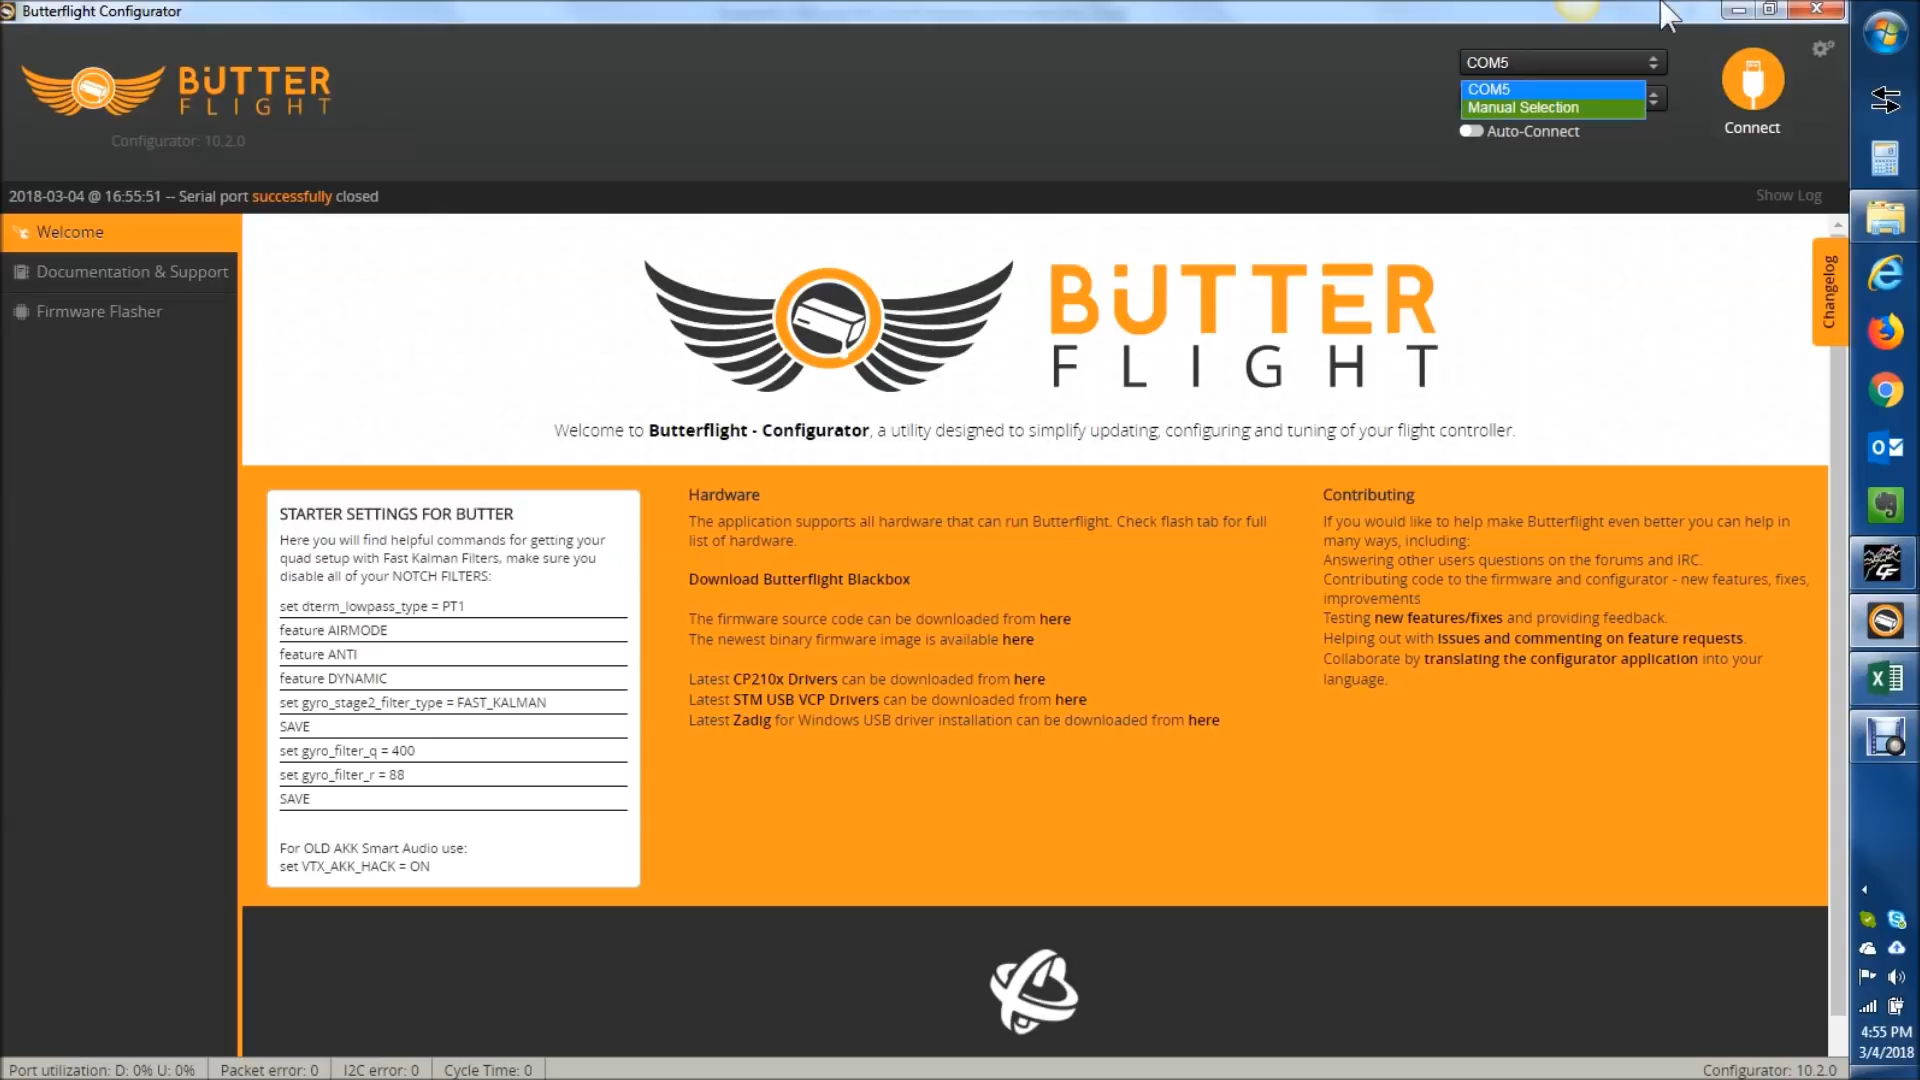 Butterflight Configurator
BUTTER
FLIGHT
Configurator: 10.2.0
COM5
COM5
Manual Selection
Auto-Connect
Connect
2018-03-04 @ 16:55:51 -- Serial port successfully closed
Show Log
Welcome
Documentation & Support
Firmware Flasher
Changelog
BUTTER
FLIGHT
Welcome to Butterflight - Configurator, a utility designed to simplify updating, configuring and tuning of your flight controller.
STARTER SETTINGS FOR BUTTER
Here you will find helpful commands for getting your
quad setup with Fast Kalman Filters, make sure you
disable all of your NOTCH FILTERS:
set dterm_lowpass_type = PT1
feature AIRMODE
feature ANTI
feature DYNAMIC
set gyro_stage2_filter_type = FAST_KALMAN
SAVE
set gyro_filter_q = 400
set gyro_filter_r = 88
SAVE
For OLD AKK Smart Audio use:
set VTX_AKK_HACK = ON
Hardware
The application supports all hardware that can run Butterflight. Check flash tab for full
list of hardware.
Download Butterflight Blackbox
The firmware source code can be downloaded from here
The newest binary firmware image is available here
Latest CP210x Drivers can be downloaded from here
Latest STM USB VCP Drivers can be downloaded from here
Latest Zadig for Windows USB driver installation can be downloaded from here
Contributing
If you would like to help make Butterflight even better you can help in
many ways, including:
Answering other users questions on the forums and IRC.
Contributing code to the firmware and configurator - new features, fixes,
improvements
Testing new features/fixes and providing feedback.
Helping out with issues and commenting on feature requests.
Collaborate by translating the configurator application into your
language.
4:55 PM
3/4/2018
Port utilization: D: 0% U: 0%
Packet error: 0
I2C error: 0
Cycle Time: 0
Configurator: 10.2.0